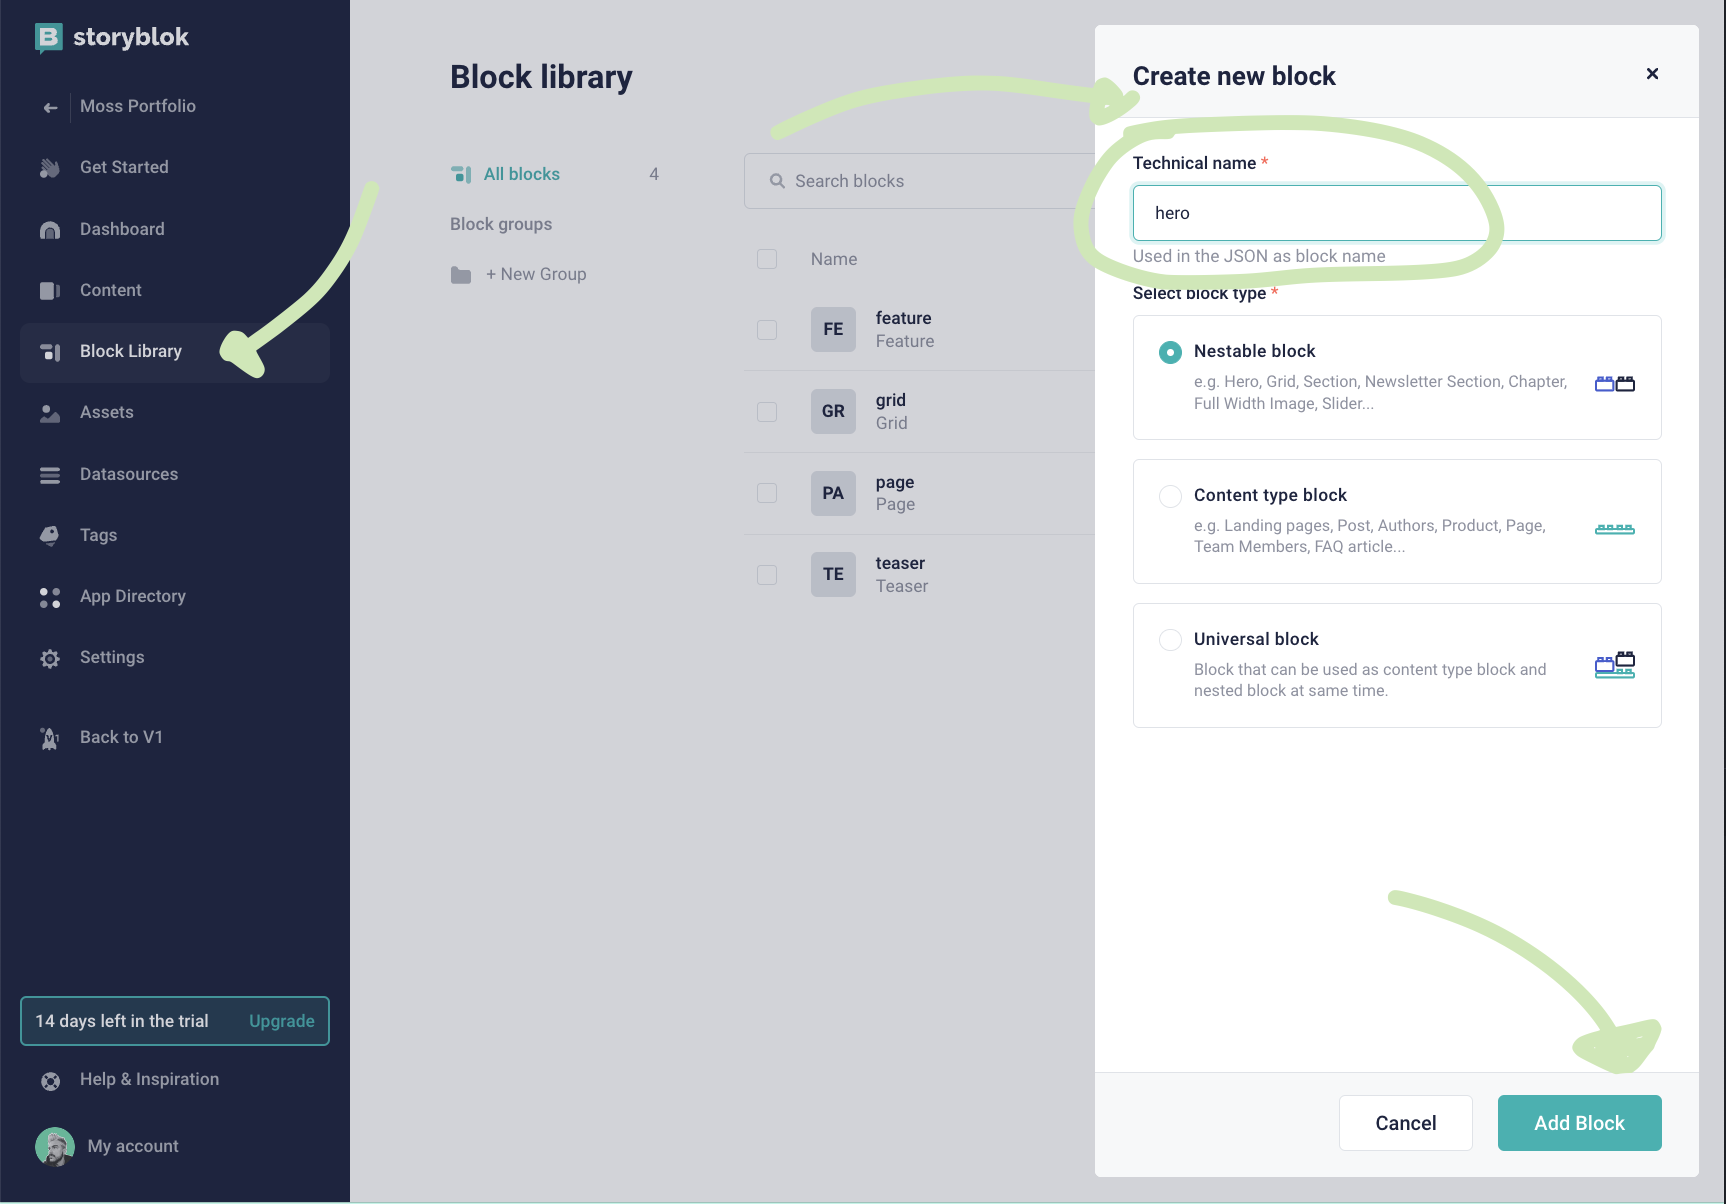 storyblok
Moss Portfolio
Get Started
Dashboard
Content
Block Library
Assets
Datasources
Tags
App Directory
Settings
V1
Back to V1
14 days left in the trial Upgrade
Help & Inspiration
My account
Block library
All blocks 4
Block groups
+ New Group
Search blocks
Name
FE
feature
Feature
GR
grid
Grid
PA
page
Page
TE
teaser
Teaser
Create new block
Technical name *
hero
Used in the JSON as block name
Select block type *
Nestable block
e.g. Hero, Grid, Section, Newsletter Section, Chapter,
Full Width Image, Slider...
Content type block
e.g. Landing pages, Post, Authors, Product, Page,
Team Members, FAQ article...
Universal block
Block that can be used as content type block and
nested block at same time.
Cancel
Add Block